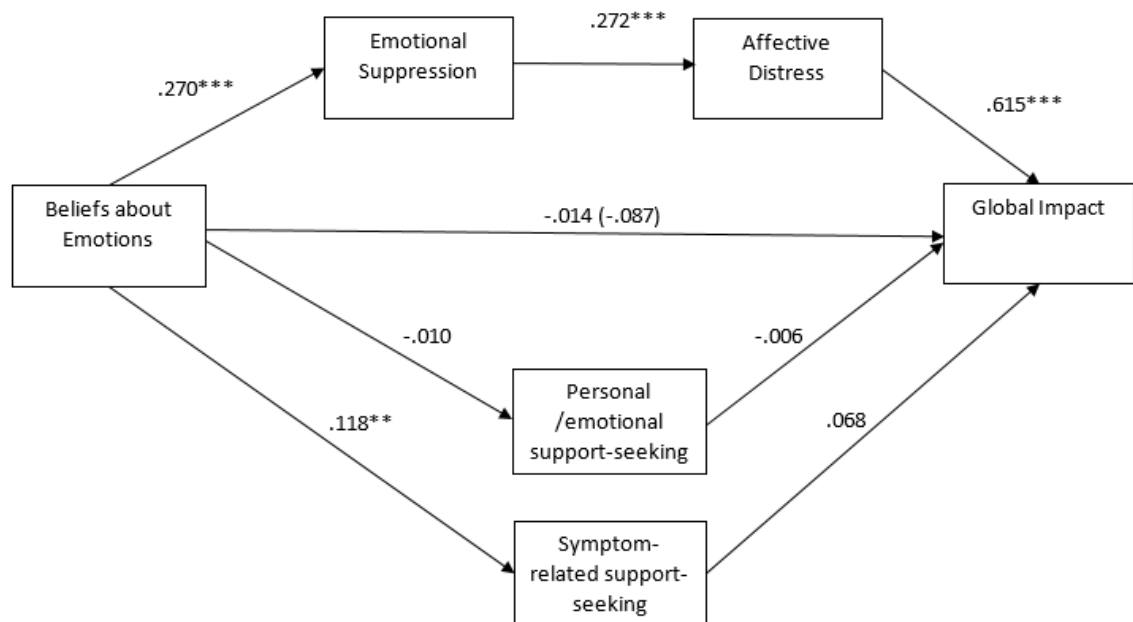 .272***
Emotional
Suppression
Affective
Distress
.270***
.615***
Beliefs about
Emotions
-.014 (-.087)
Global Impact
-.010
-.006
Personal
/emotional
support-seeking
.118**
.068
Symptom-
related support-
seeking